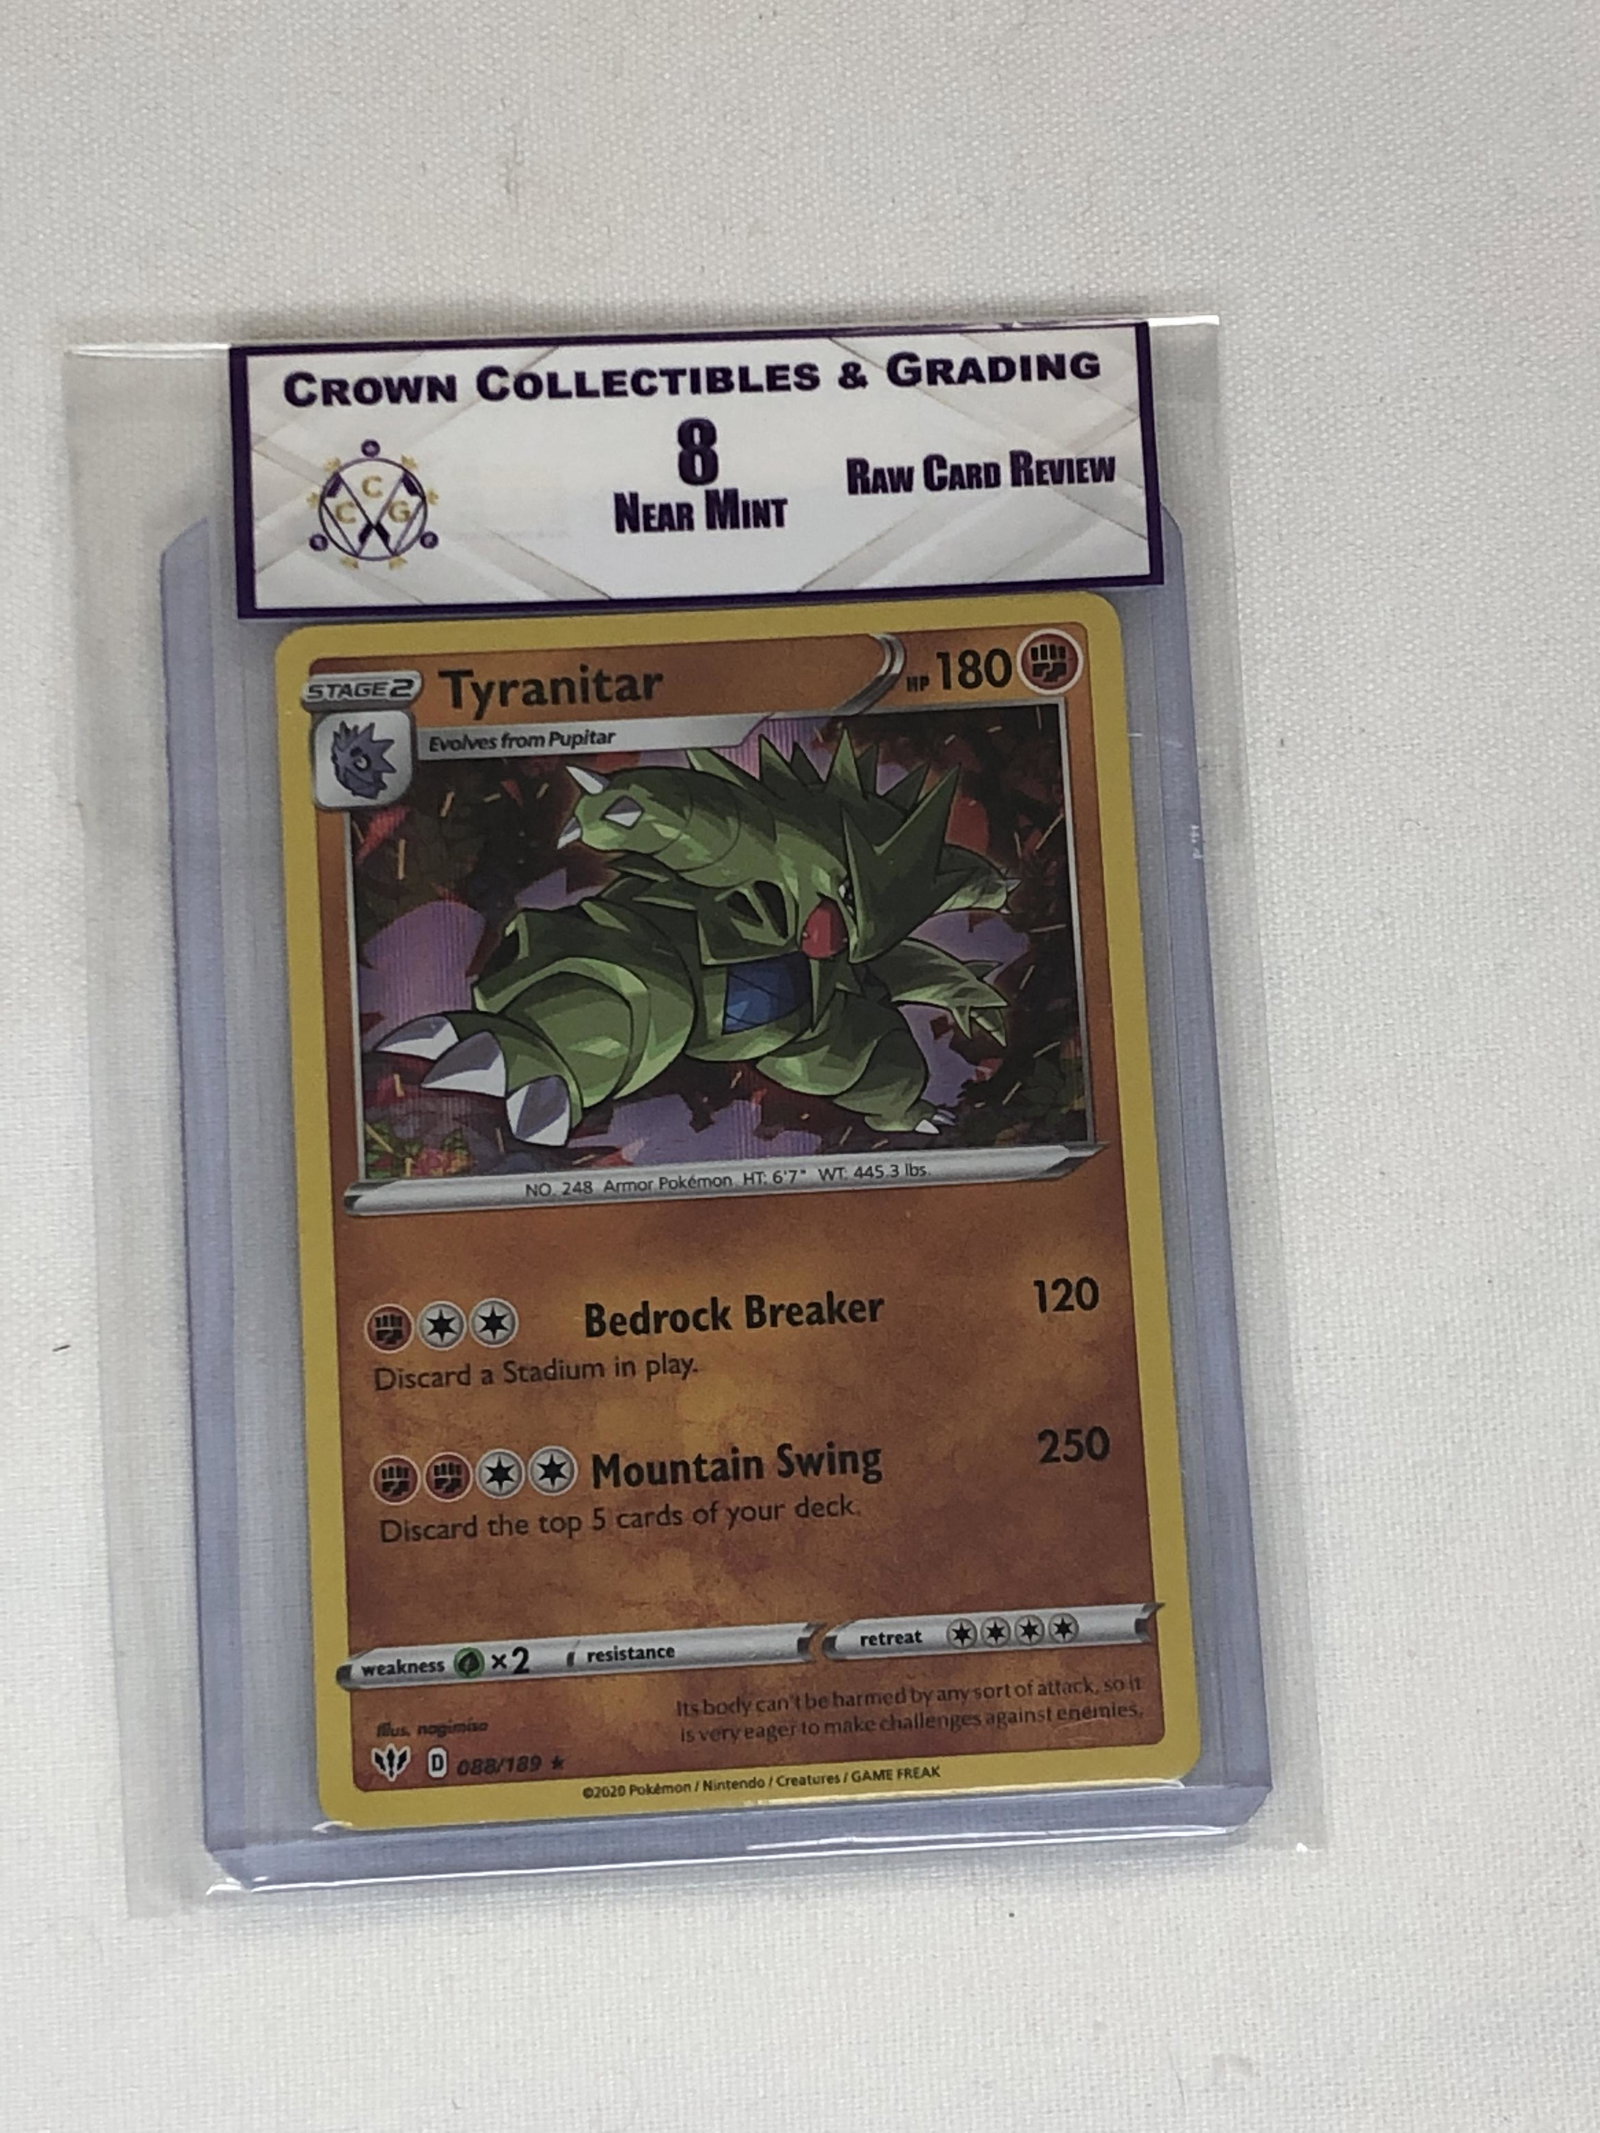 CROWN COLLECTIBLES & GRADING
8
NEAR MINT
RAW CARD REVIEW
C
C G
STAGE 2
Tyranitar
HP 180
Evolves from Pupitar
NO. 248 Armor Pokémon HT: 6'7" WT: 445.3 lbs.
Bedrock Breaker 120
Discard a Stadium in play.
Mountain Swing 250
Discard the top 5 cards of your deck.
weakness ×2 resistance retreat
Its body can't be harmed by any sort of attack, so it
is very eager to make challenges against enemies.
Illus. nagimiso
D 088/189 ★
©2020 Pokémon / Nintendo / Creatures / GAME FREAK